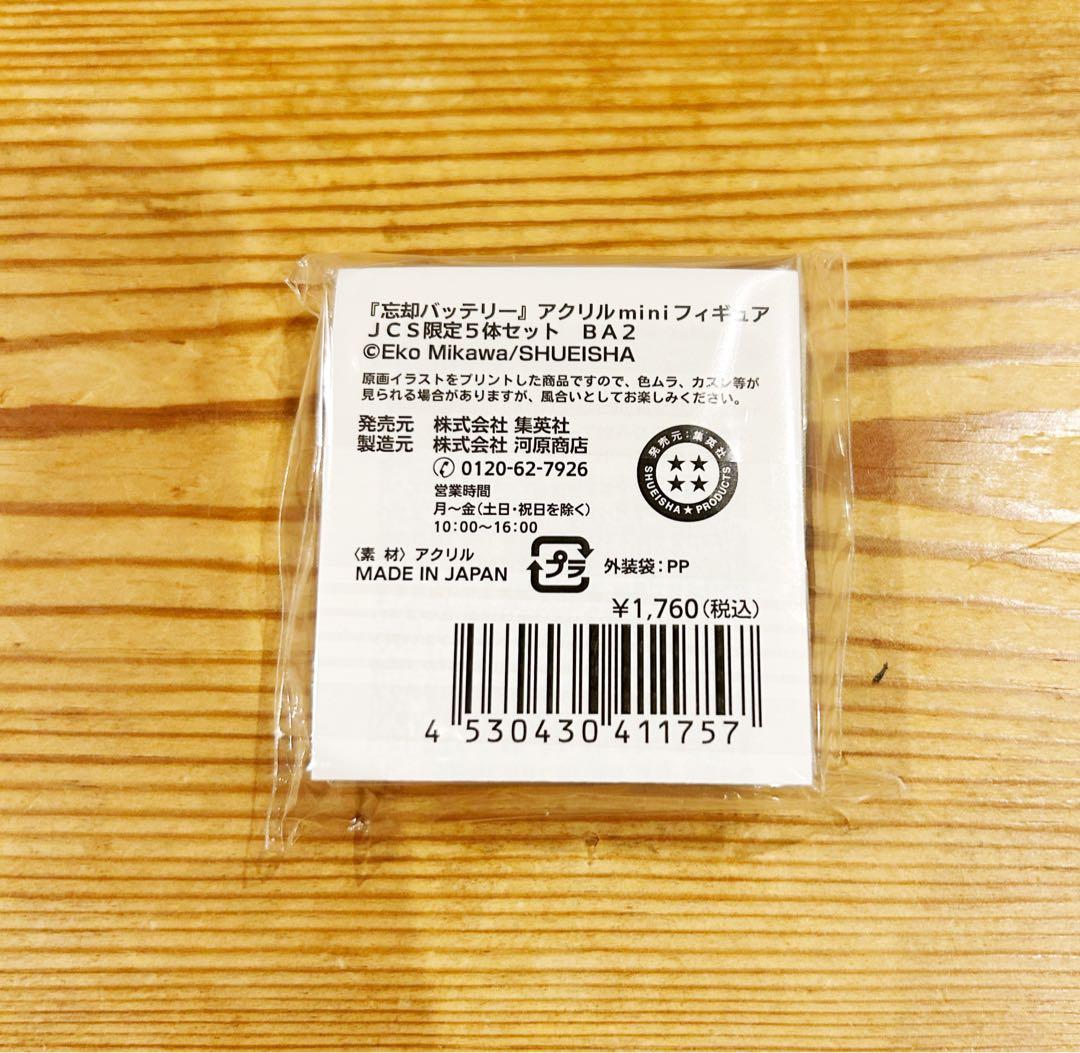 『忘却バッテリー』アクリルminiフィギュア
JCS限定5体セット　BA2
©Eko Mikawa/SHUEISHA
原画イラストをプリントした商品ですので、色ムラ、カスレ等が
見られる場合がありますが、風合いとしてお楽しみください。
発売元　株式会社 集英社
製造元　株式会社 河原商店
0120-62-7926
営業時間
月～金(土日・祝日を除く)
10:00～16:00
発売元:集英社
SHUEISHA★PRODUCTS
〈素 材〉アクリル
MADE IN JAPAN
プラ
外装袋:PP
¥1,760(税込)
4 530430 411757